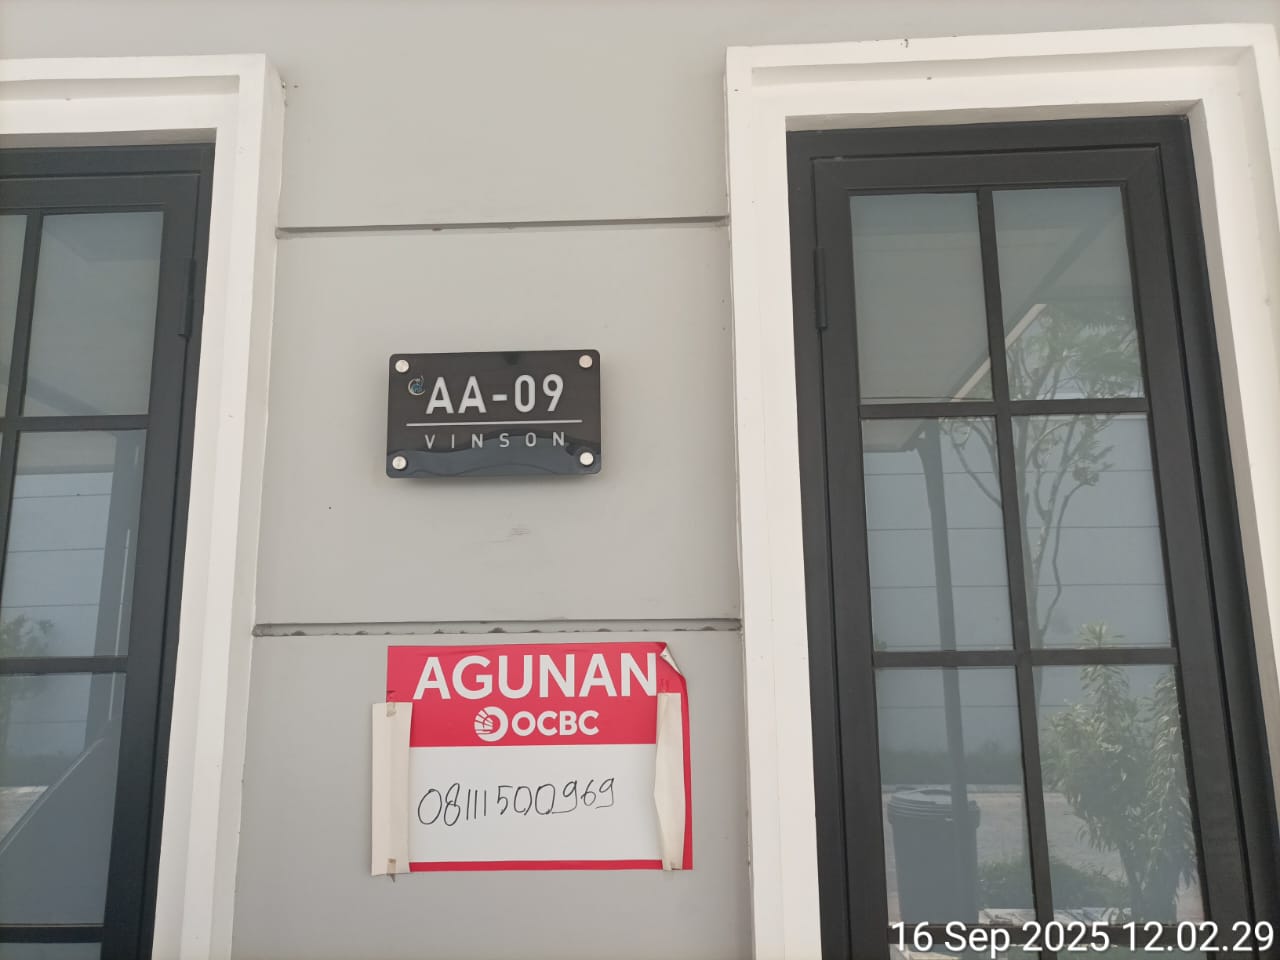 AA-09
VINSON
AGUNAN
OCBC
08111500969
16 Sep 2025 12.02.29